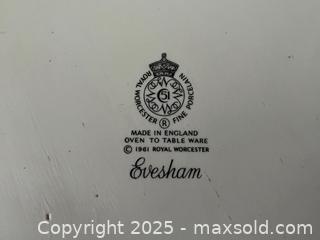 ROYAL WORCESTER ® FINE PORCELAIN
51
MADE IN ENGLAND
OVEN TO TABLE WARE
© 1961 ROYAL WORCESTER
Evesham
Copyright 2025 - maxsold.com